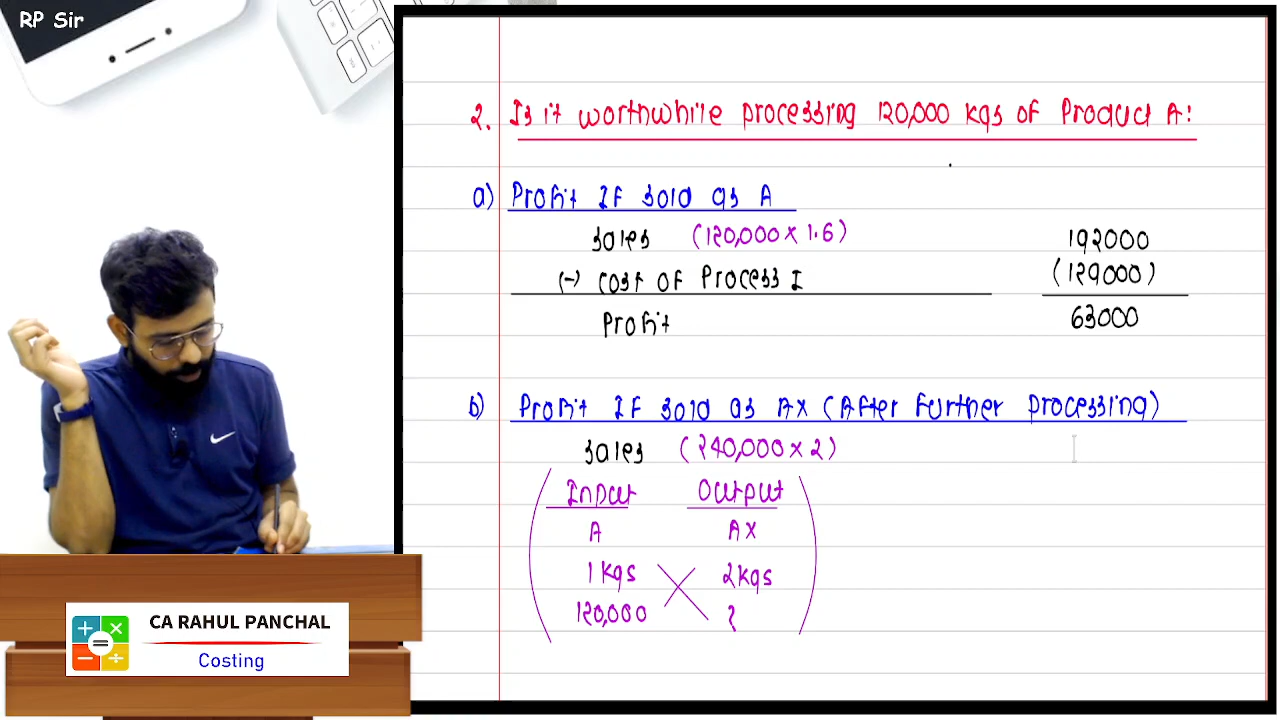 RP Sir
2. Is it worthwhile processing 120,000 Kgs of Product A:
a) Profit If sold as A
sales (120,000 x 1.6) 192000
(-) Cost of Process I (129000)
Profit 63000
b) Profit If sold as Ax (After Further Processing)
sales (240,000 x 2)
Input Output
A Ax
1 Kgs 2 Kgs
120,000 ?
CA RAHUL PANCHAL
Costing